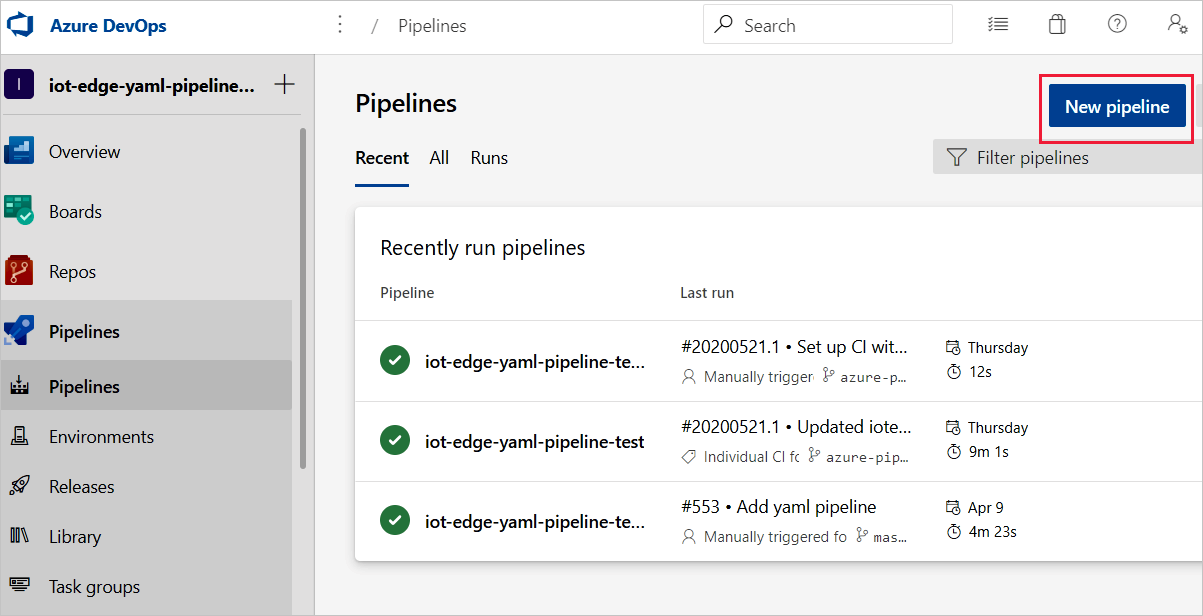 Azure DevOps
/ Pipelines
Search
I
iot-edge-yaml-pipeline...
Overview
Boards
Repos
Pipelines
Pipelines
Environments
Releases
Library
Task groups
Pipelines
New pipeline
Recent All Runs
Filter pipelines
Recently run pipelines
Pipeline Last run
iot-edge-yaml-pipeline-te...
#20200521.1 • Set up CI wit...
Manually trigger azure-p...
Thursday
12s
iot-edge-yaml-pipeline-test
#20200521.1 • Updated iote...
Individual CI fo azure-pip...
Thursday
9m 1s
iot-edge-yaml-pipeline-te...
#553 • Add yaml pipeline
Manually triggered fo mas...
Apr 9
4m 23s